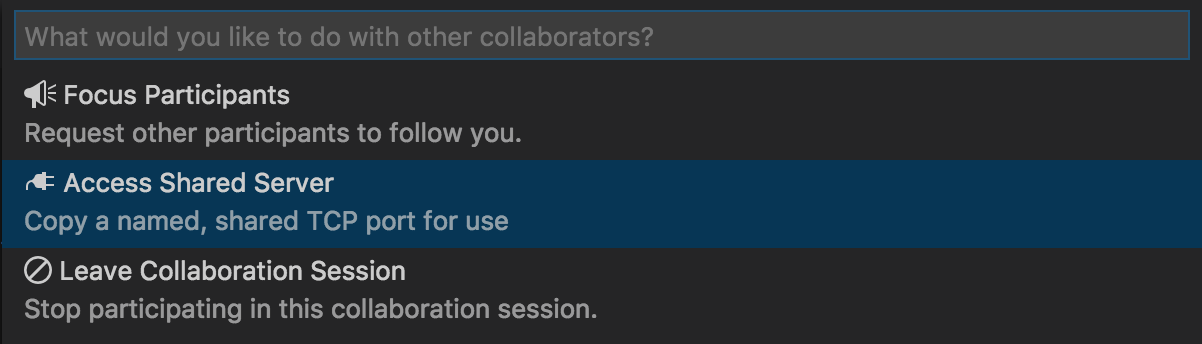 What would you like to do with other collaborators?
Focus Participants
Request other participants to follow you.
Access Shared Server
Copy a named, shared TCP port for use
Leave Collaboration Session
Stop participating in this collaboration session.